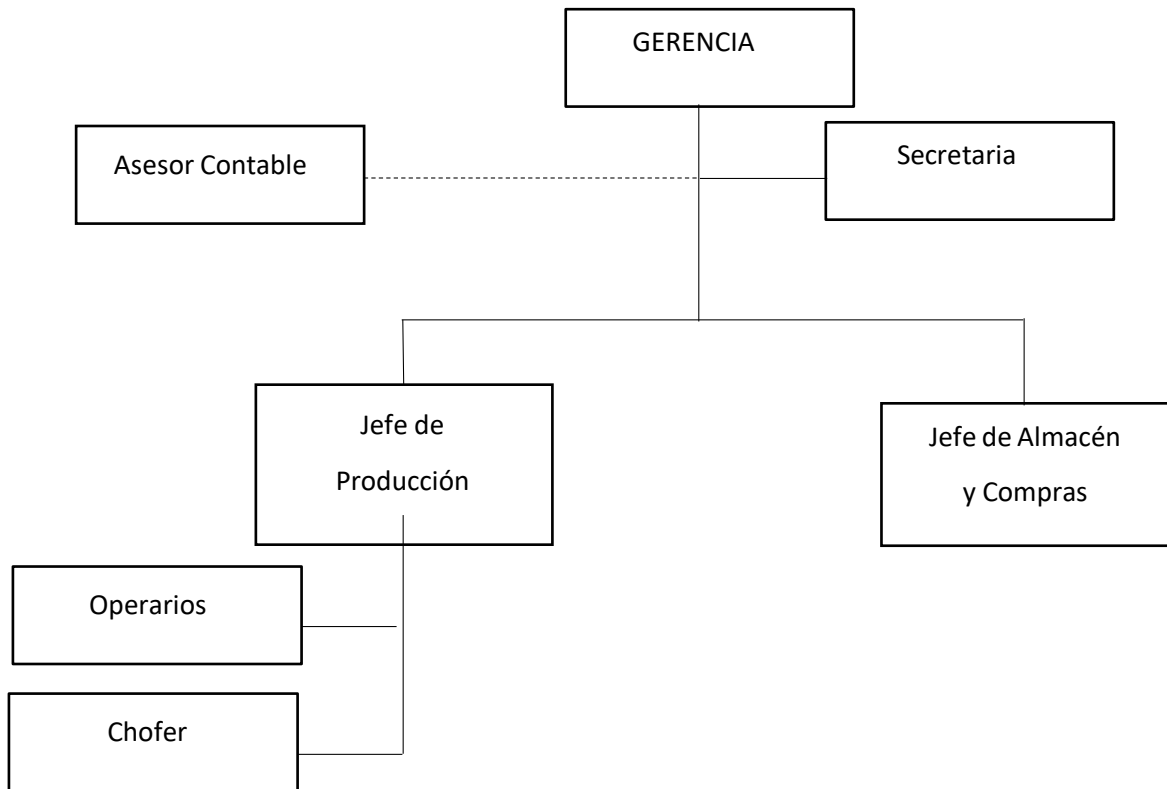 GERENCIA
Asesor Contable
Secretaria
Jefe de
Producción
Jefe de Almacén
y Compras
Operarios
Chofer